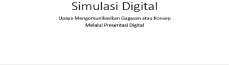 Simulasi Digital
Upaya Mengomunikasikan Gagasan atau Konsep
Melalui Presentasi Digital